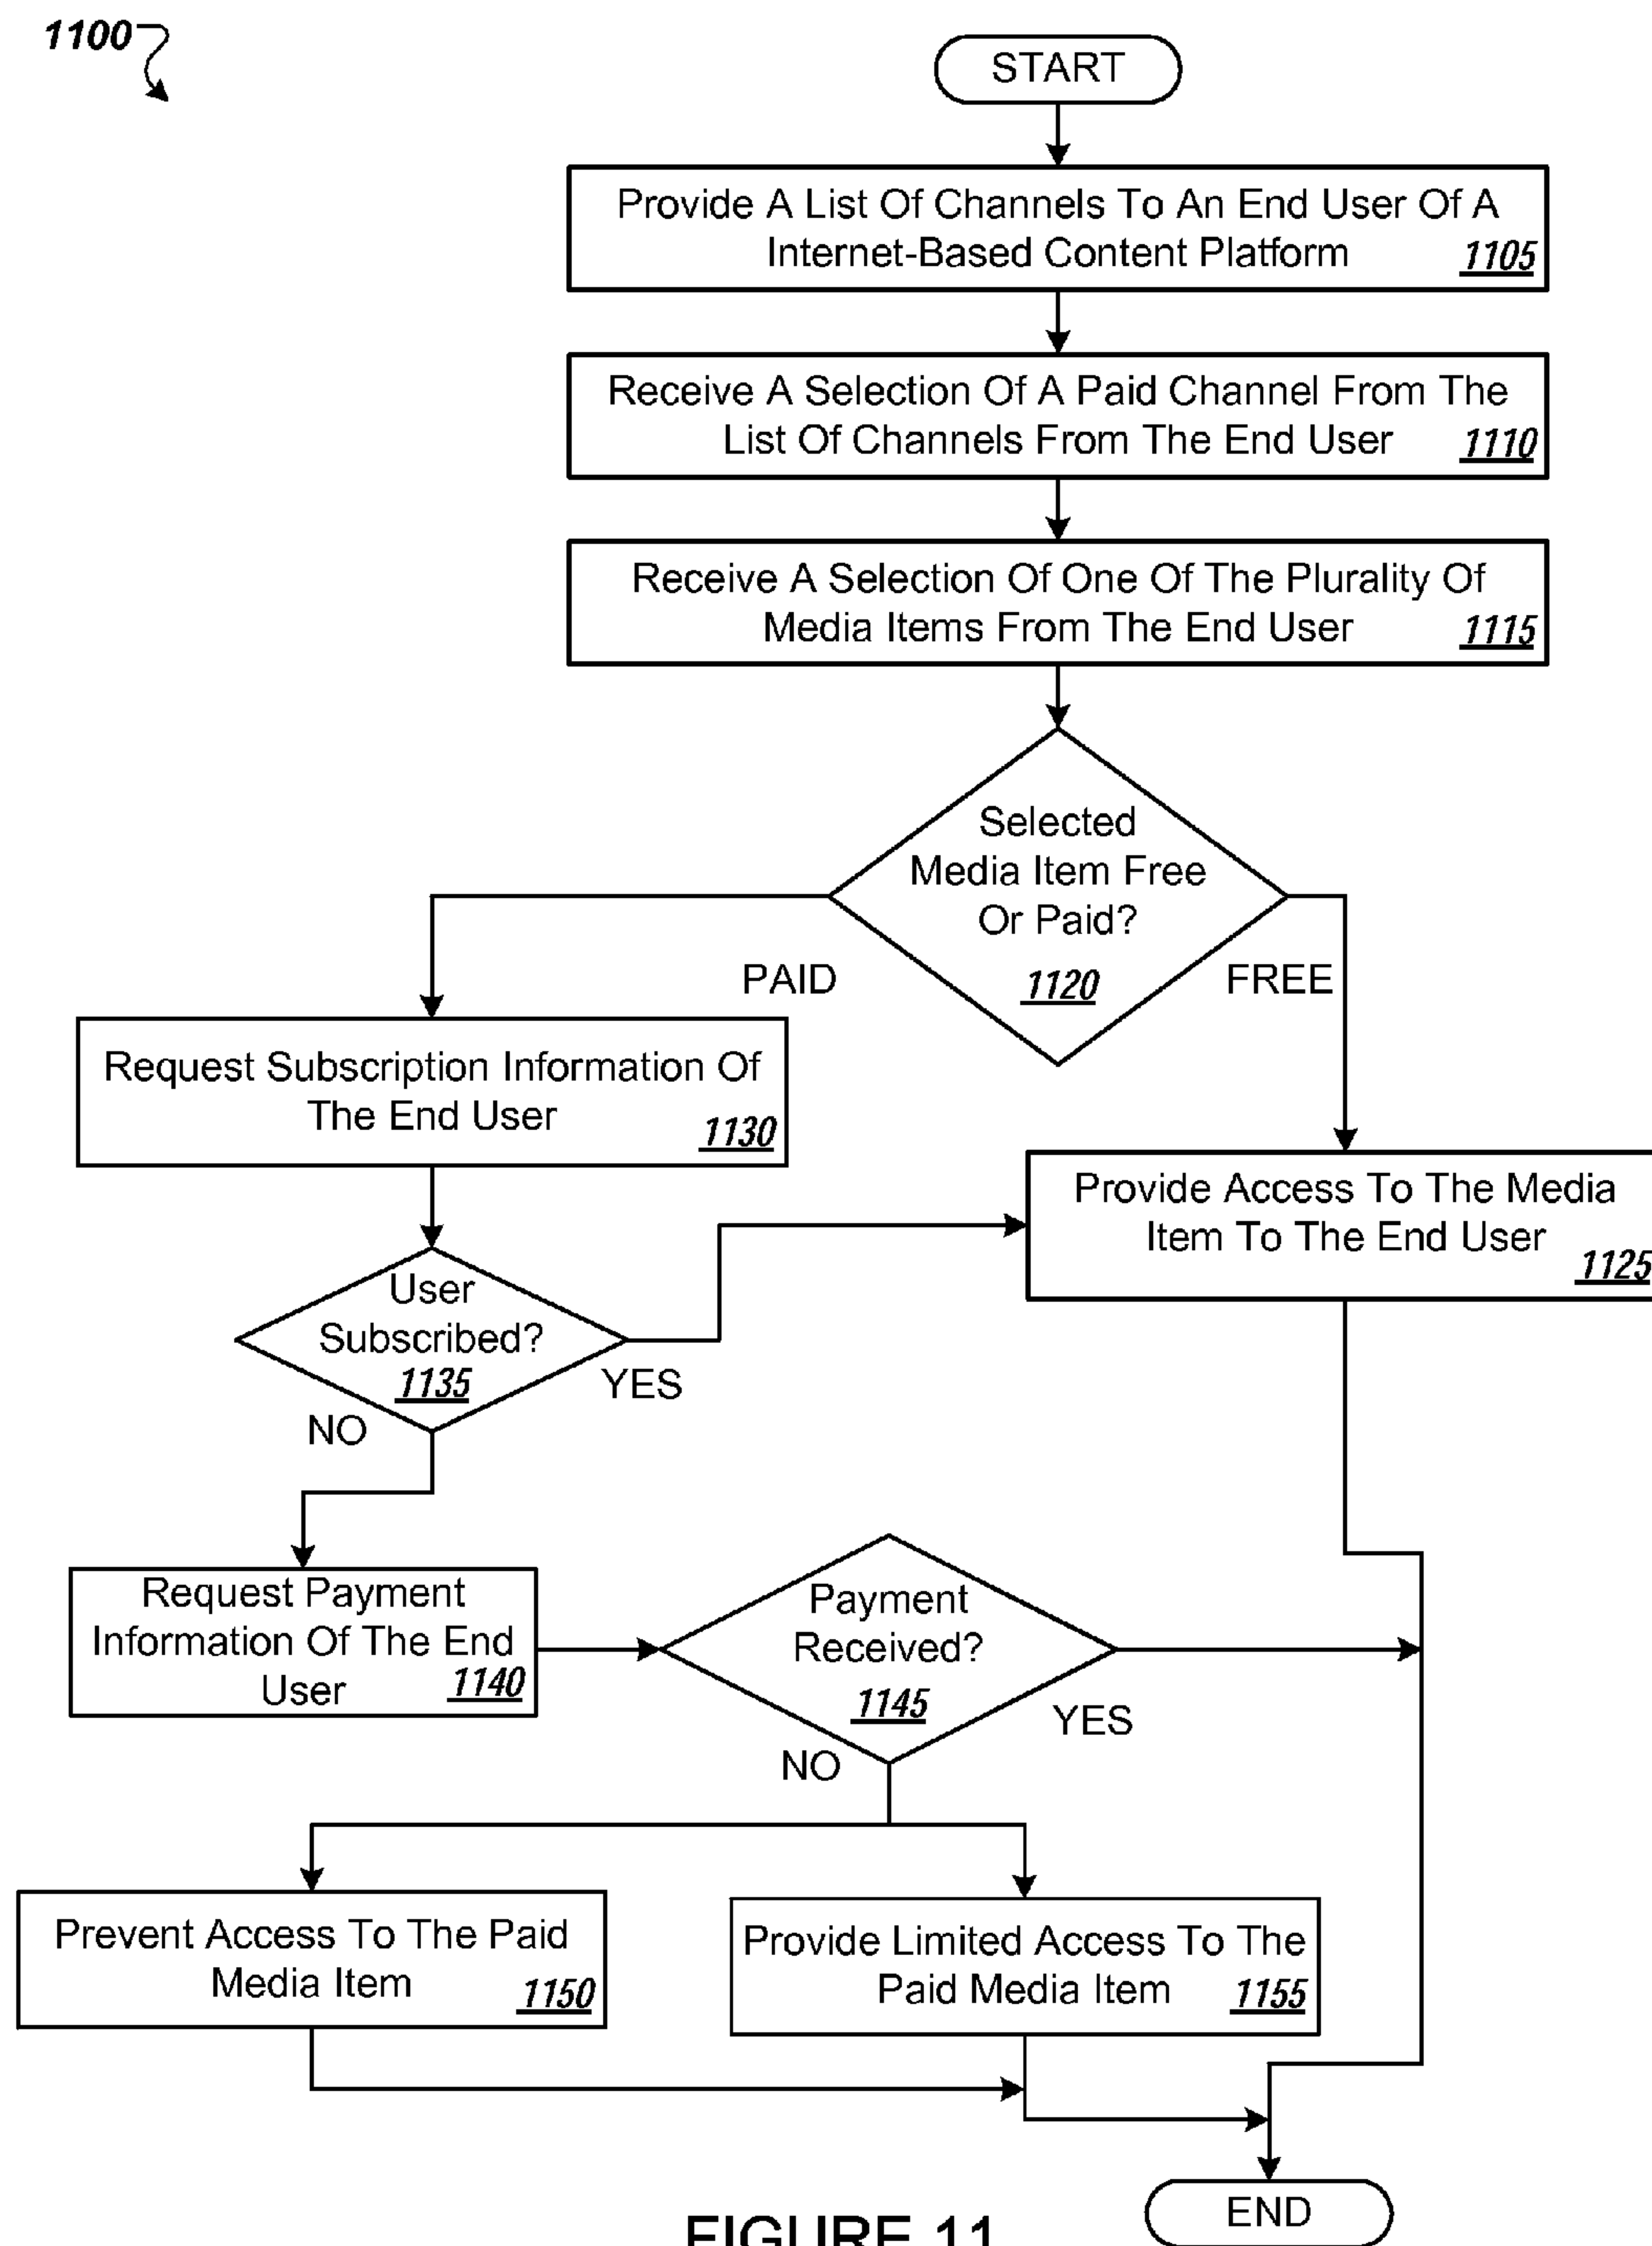 1100
START
Provide A List Of Channels To An End User Of A
Internet-Based Content Platform 1105
Receive A Selection Of A Paid Channel From The
List Of Channels From The End User 1110
Receive A Selection Of One Of The Plurality Of
Media Items From The End User 1115
Selected
Media Item Free
Or Paid?
1120
PAID
FREE
Request Subscription Information Of
The End User 1130
Provide Access To The Media
Item To The End User
1125
User
Subscribed?
1135
YES
NO
Request Payment
Information Of The End
User 1140
Payment
Received?
1145
YES
NO
Prevent Access To The Paid
Media Item 1150
Provide Limited Access To The
Paid Media Item 1155
END
FIGURE 11